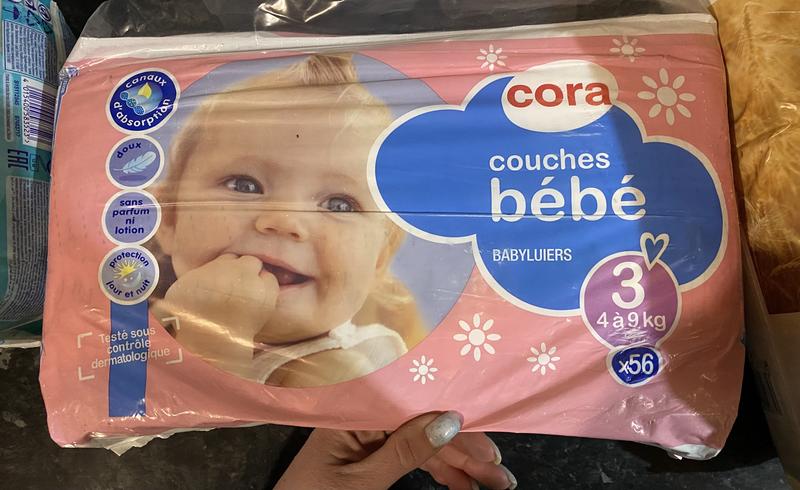 canaux
d'absorption
doux
sans
parfum
ni
lotion
protection
jour et nuit
Testé sous
contrôle
dermatologique
cora
couches
bébé
BABYLUIERS
3
4 à 9 kg
x56
EAC